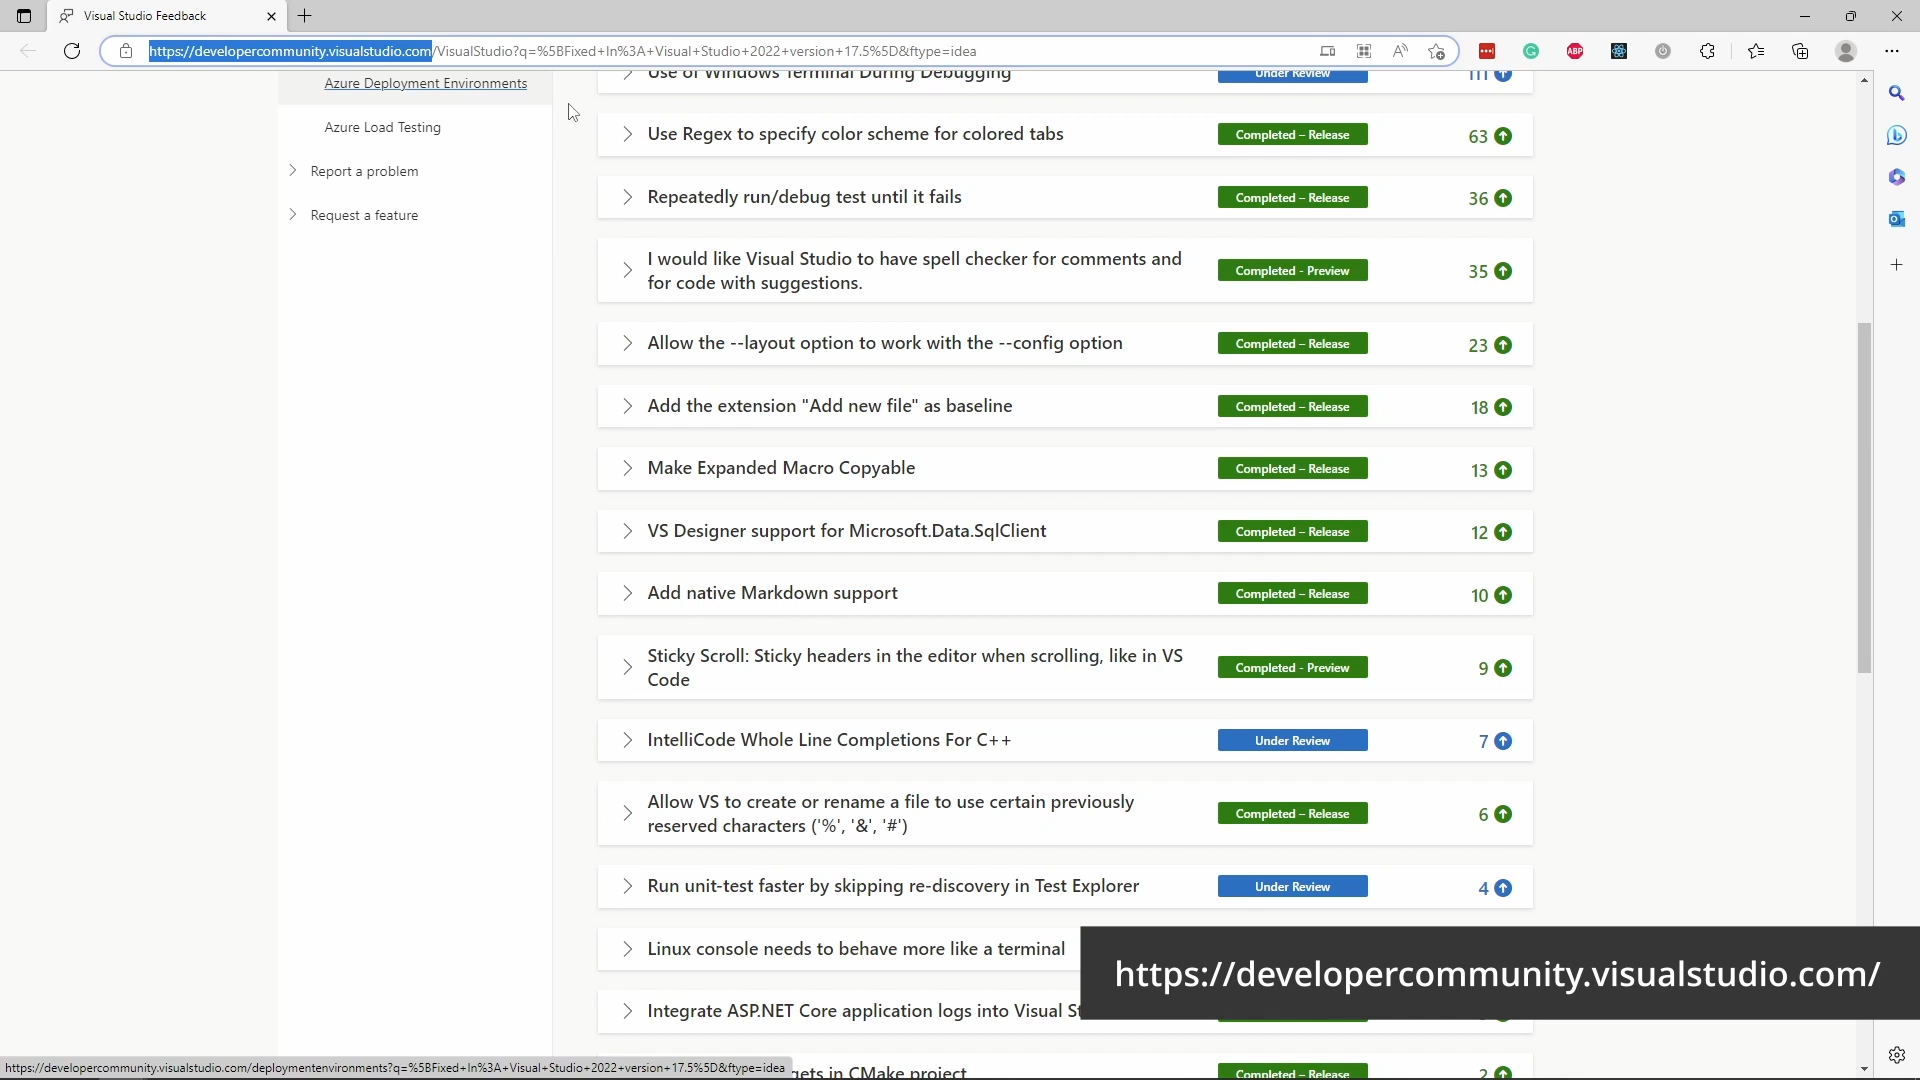 Visual Studio Feedback
https://developercommunity.visualstudio.com/VisualStudio?q=%5BFixed+In%3A+Visual+Studio+2022+version+17.5%5D&ftype=idea
ABP
Azure Deployment Environments
Azure Load Testing
Report a problem
Request a feature
Use of Windows Terminal During Debugging Under Review 111
Use Regex to specify color scheme for colored tabs Completed – Release 63
Repeatedly run/debug test until it fails Completed – Release 36
I would like Visual Studio to have spell checker for comments and
for code with suggestions. Completed - Preview 35
Allow the --layout option to work with the --config option Completed – Release 23
Add the extension "Add new file" as baseline Completed – Release 18
Make Expanded Macro Copyable Completed – Release 13
VS Designer support for Microsoft.Data.SqlClient Completed – Release 12
Add native Markdown support Completed – Release 10
Sticky Scroll: Sticky headers in the editor when scrolling, like in VS
Code Completed - Preview 9
IntelliCode Whole Line Completions For C++ Under Review 7
Allow VS to create or rename a file to use certain previously
reserved characters ('%', '&', '#') Completed – Release 6
Run unit-test faster by skipping re-discovery in Test Explorer Under Review 4
Linux console needs to behave more like a terminal
https://developercommunity.visualstudio.com/
Integrate ASP.NET Core application logs into Visual
gets in CMake project Completed – Release 2
https://developercommunity.visualstudio.com/deploymentenvironments?q=%5BFixed+In%3A+Visual+Studio+2022+version+17.5%5D&ftype=idea